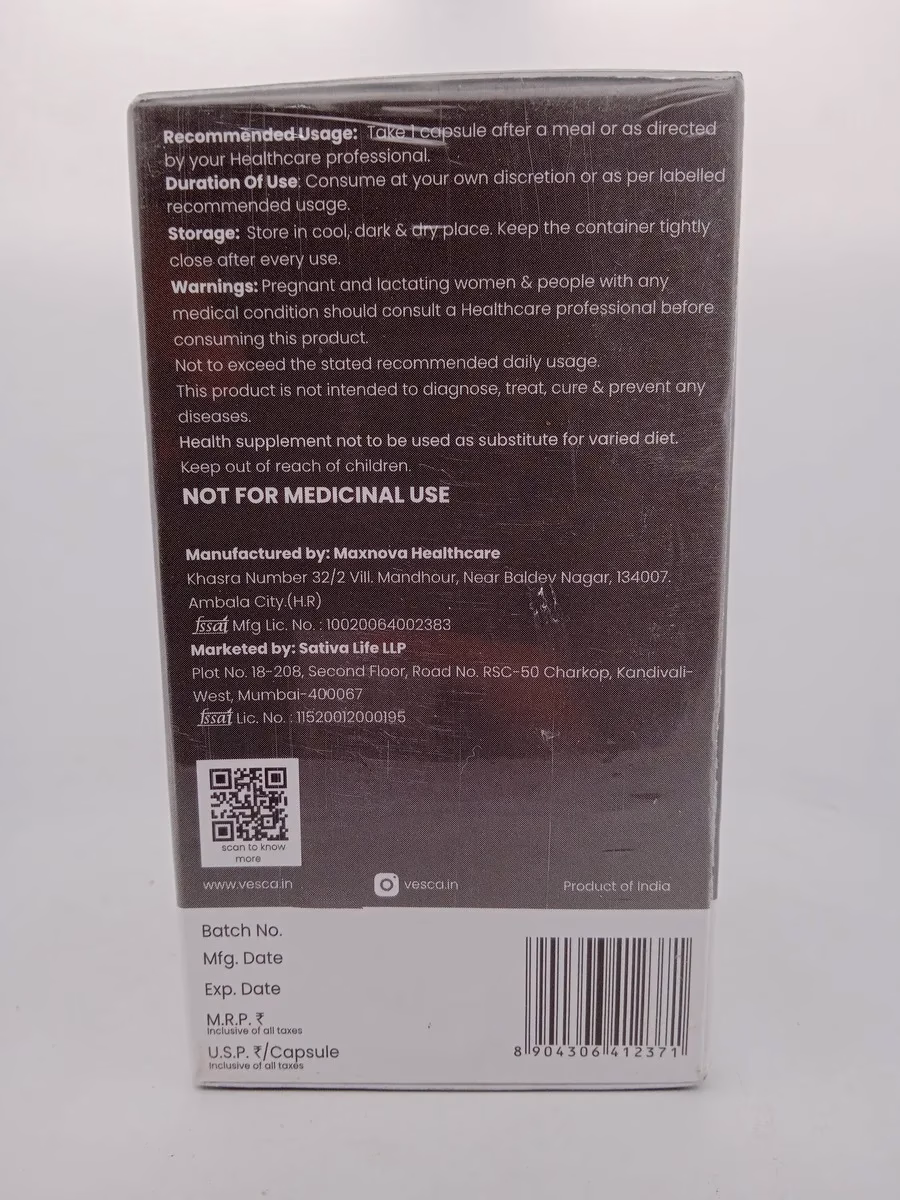 Recommended Usage: Take 1 capsule after a meal or as directed
by your Healthcare professional.
Duration Of Use: Consume at your own discretion or as per labelled
recommended usage.
Storage: Store in cool, dark & dry place. Keep the container tightly
close after every use.
Warnings: Pregnant and lactating women & people with any
medical condition should consult a Healthcare professional before
consuming this product.
Not to exceed the stated recommended daily usage.
This product is not intended to diagnose, treat, cure & prevent any
diseases.
Health supplement not to be used as substitute for varied diet.
Keep out of reach of children.
NOT FOR MEDICINAL USE
Manufactured by: Maxnova Healthcare
Khasra Number 32/2 Vill. Mandhour, Near Baldev Nagar, 134007.
Ambala City.(H.R)
fssai Mfg Lic. No. : 10020064002383
Marketed by: Sativa Life LLP
Plot No. 18-208, Second Floor, Road No. RSC-50 Charkop, Kandivali-
West, Mumbai-400067
fssai Lic. No. : 11520012000195
scan to know
more
www.vesca.in vesca.in Product of India
Batch No.
Mfg. Date
Exp. Date
M.R.P. ₹
Inclusive of all taxes
U.S.P. ₹/Capsule
Inclusive of all taxes
8 904306 412371